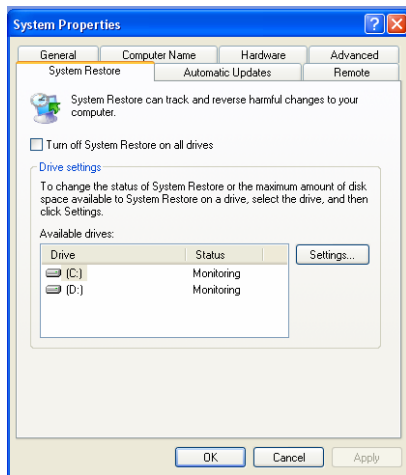 System Properties
General Computer Name Hardware Advanced
System Restore Automatic Updates Remote
System Restore can track and reverse harmful changes to your
computer.
Turn off System Restore on all drives
Drive settings
To change the status of System Restore or the maximum amount of disk
space available to System Restore on a drive, select the drive, and then
click Settings.
Available drives:
Drive Status
(C:) Monitoring
(D:) Monitoring
Settings...
OK Cancel Apply